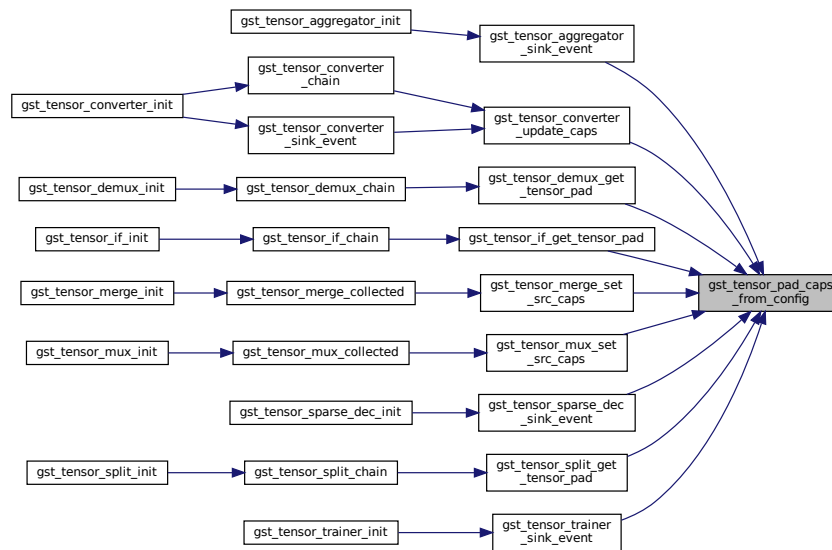 gst_tensor_aggregator_init
gst_tensor_aggregator
_sink_event
gst_tensor_converter
_chain
gst_tensor_converter_init
gst_tensor_converter
_update_caps
gst_tensor_converter
_sink_event
gst_tensor_demux_init
gst_tensor_demux_chain
gst_tensor_demux_get
_tensor_pad
gst_tensor_if_init
gst_tensor_if_chain
gst_tensor_if_get_tensor_pad
gst_tensor_merge_init
gst_tensor_merge_collected
gst_tensor_merge_set
_src_caps
gst_tensor_pad_caps
_from_config
gst_tensor_mux_init
gst_tensor_mux_collected
gst_tensor_mux_set
_src_caps
gst_tensor_sparse_dec_init
gst_tensor_sparse_dec
_sink_event
gst_tensor_split_init
gst_tensor_split_chain
gst_tensor_split_get
_tensor_pad
gst_tensor_trainer_init
gst_tensor_trainer
_sink_event